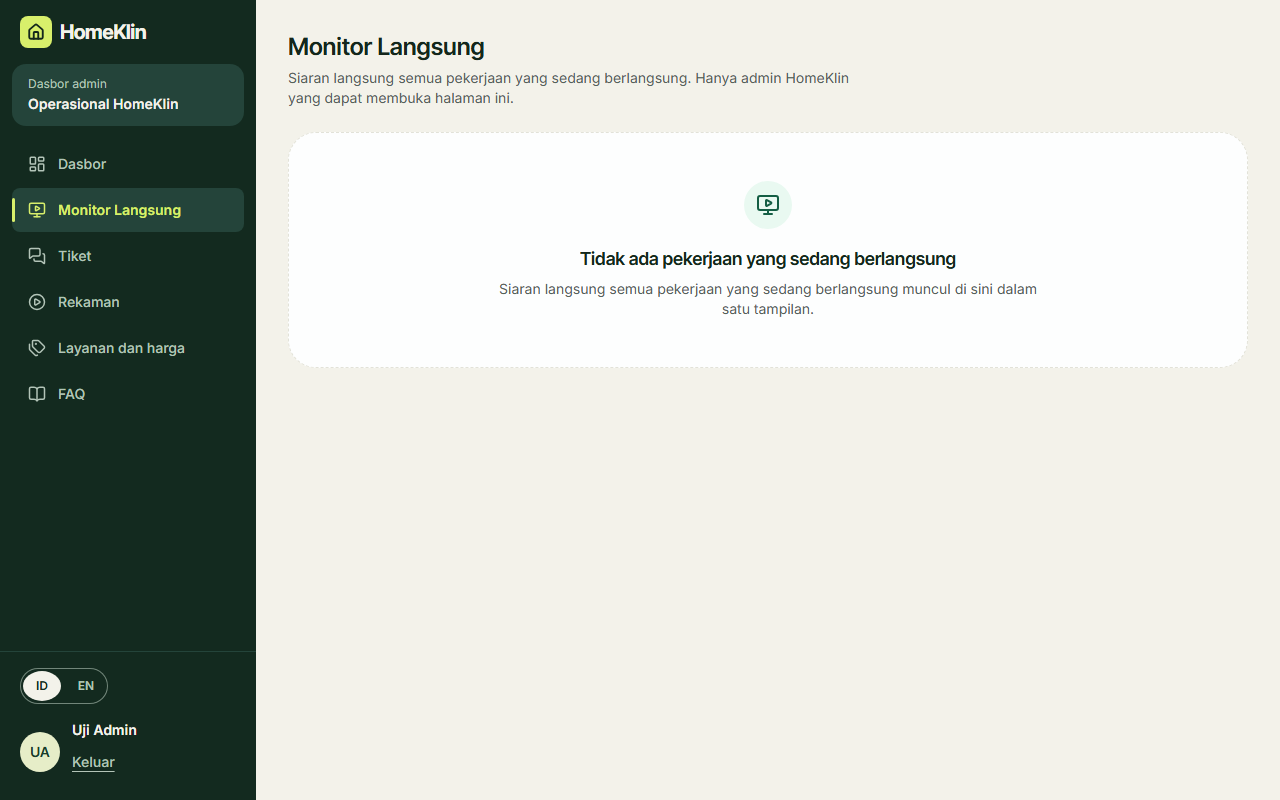 HomeKlin
Dasbor admin
Operasional HomeKlin
Dasbor
Monitor Langsung
Tiket
Rekaman
Layanan dan harga
FAQ
ID
EN
UA
Uji Admin
Keluar
Monitor Langsung
Siaran langsung semua pekerjaan yang sedang berlangsung. Hanya admin HomeKlin
yang dapat membuka halaman ini.
Tidak ada pekerjaan yang sedang berlangsung
Siaran langsung semua pekerjaan yang sedang berlangsung muncul di sini dalam
satu tampilan.